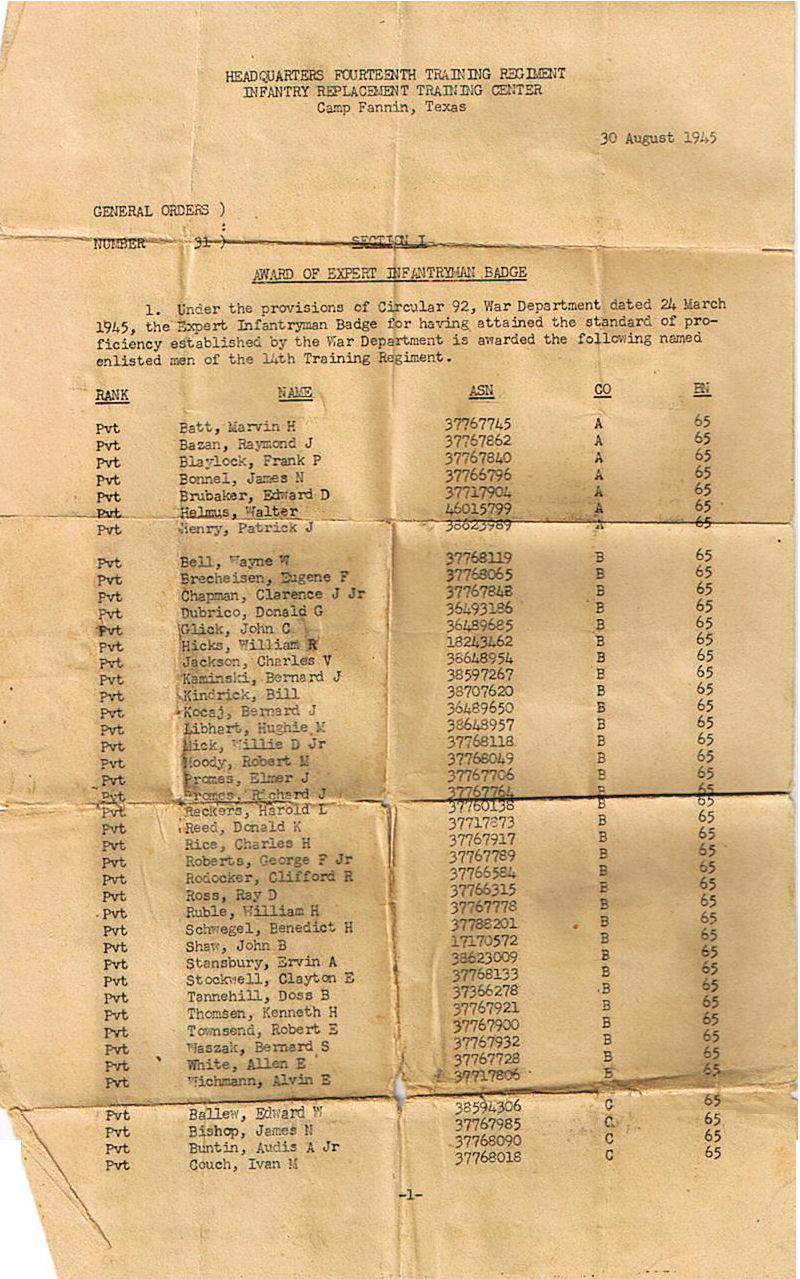 HEADQUARTERS FOURTEENTH TRAINING REGIMENT
INFANTRY REPLACEMENT TRAINING CENTER
Camp Fannin, Texas
30 August 1945
GENERAL ORDERS )
:
NUMBER 31 ) SECTION I
AWARD OF EXPERT INFANTRYMAN BADGE
1. Under the provisions of Circular 92, War Department dated 24 March
1945, the Expert Infantryman Badge for having attained the standard of pro-
ficiency established by the War Department is awarded the following named
enlisted men of the 14th Training Regiment.
RANK NAME ASN CO BN
Pvt Batt, Marvin H 37767745 A 65
Pvt Bazan, Raymond J 37767862 A 65
Pvt Blaylock, Frank P 37767840 A 65
Pvt Bonnel, James N 37766796 A 65
Pvt Brubaker, Edward D 37717904 A 65
Pvt Helmus, Walter 46015799 A 65
Pvt Henry, Patrick J 38623989 A 65
Pvt Bell, Wayne W 37768119 B 65
Pvt Brecheisen, Eugene F 37768065 B 65
Pvt Chapman, Clarence J Jr 37767848 B 65
Pvt Dubrico, Donald G 36493186 B 65
Pvt Glick, John C 36489685 B 65
Pvt Hicks, William R 18243462 B 65
Pvt Jackson, Charles V 38648954 B 65
Pvt Kaminski, Bernard J 38597267 B 65
Pvt Kindrick, Bill 38707620 B 65
Pvt Kocaj, Bernard J 36489650 B 65
Pvt Libhart, Hughie M 38648957 B 65
Pvt Mick, Willie D Jr 37768118 B 65
Pvt Moody, Robert M 37768049 B 65
Pvt Promes, Elmer J 37767706 B 65
Pvt Promes, Richard J 37767764 B 65
Pvt Reckers, Harold L 37760138 B 65
Pvt Reed, Donald K 37717873 B 65
Pvt Rice, Charles H 37767917 B 65
Pvt Roberts, George F Jr 37767789 B 65
Pvt Rodocker, Clifford R 37766584 B 65
Pvt Ross, Ray D 37766315 B 65
Pvt Ruble, William H 37767778 B 65
Pvt Schwegel, Benedict H 37788201 B 65
Pvt Shaw, John B 17170572 B 65
Pvt Stansbury, Ervin A 38623009 B 65
Pvt Stockwell, Clayton E 37768133 B 65
Pvt Tannehill, Doss B 37366278 B 65
Pvt Thomsen, Kenneth H 37767921 B 65
Pvt Townsend, Robert E 37767900 B 65
Pvt Waszak, Bernard S 37767932 B 65
Pvt White, Allen E 37767728 B 65
Pvt Wichmann, Alvin E 37717806 B 65
Pvt Ballew, Edward W 38594306 C 65
Pvt Bishop, James N 37767985 C 65
Pvt Buntin, Audis A Jr 37768090 C 65
Pvt Couch, Ivan M 37768018 C 65
-1-